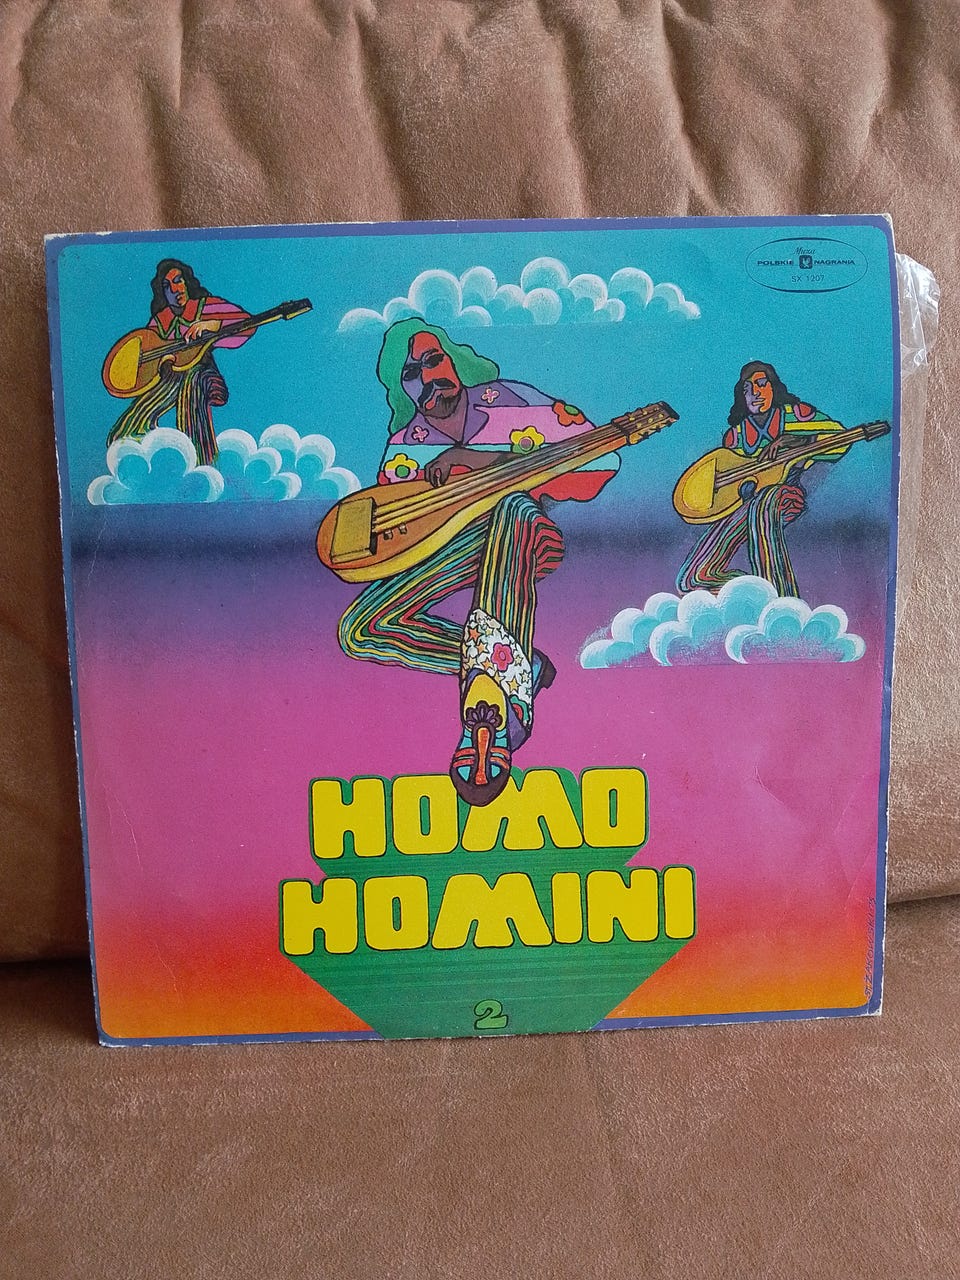 Muza
POLSKIE NAGRANIA
SX 1207
HOMO
HOMINI
2